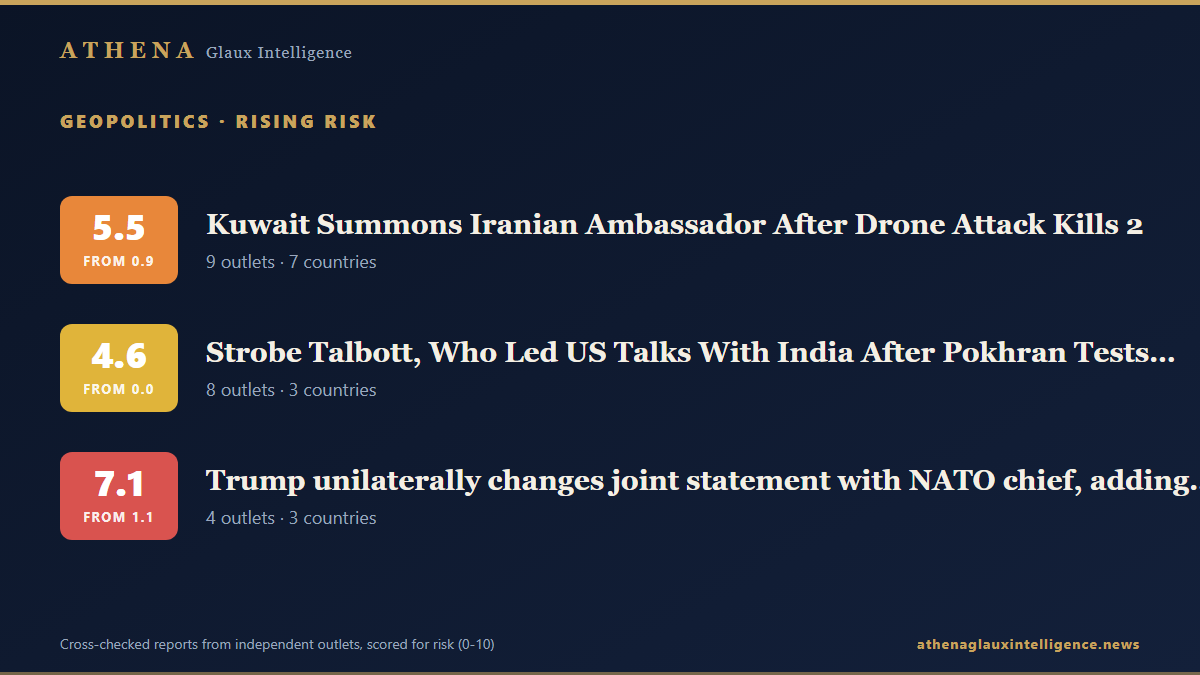 ATHENA Glaux Intelligence
GEOPOLITICS · RISING RISK
5.5
FROM 0.9
Kuwait Summons Iranian Ambassador After Drone Attack Kills 2
9 outlets · 7 countries
4.6
FROM 0.0
Strobe Talbott, Who Led US Talks With India After Pokhran Tests...
8 outlets · 3 countries
7.1
FROM 1.1
Trump unilaterally changes joint statement with NATO chief, adding...
4 outlets · 3 countries
Cross-checked reports from independent outlets, scored for risk (0-10)
athenaglauxintelligence.news